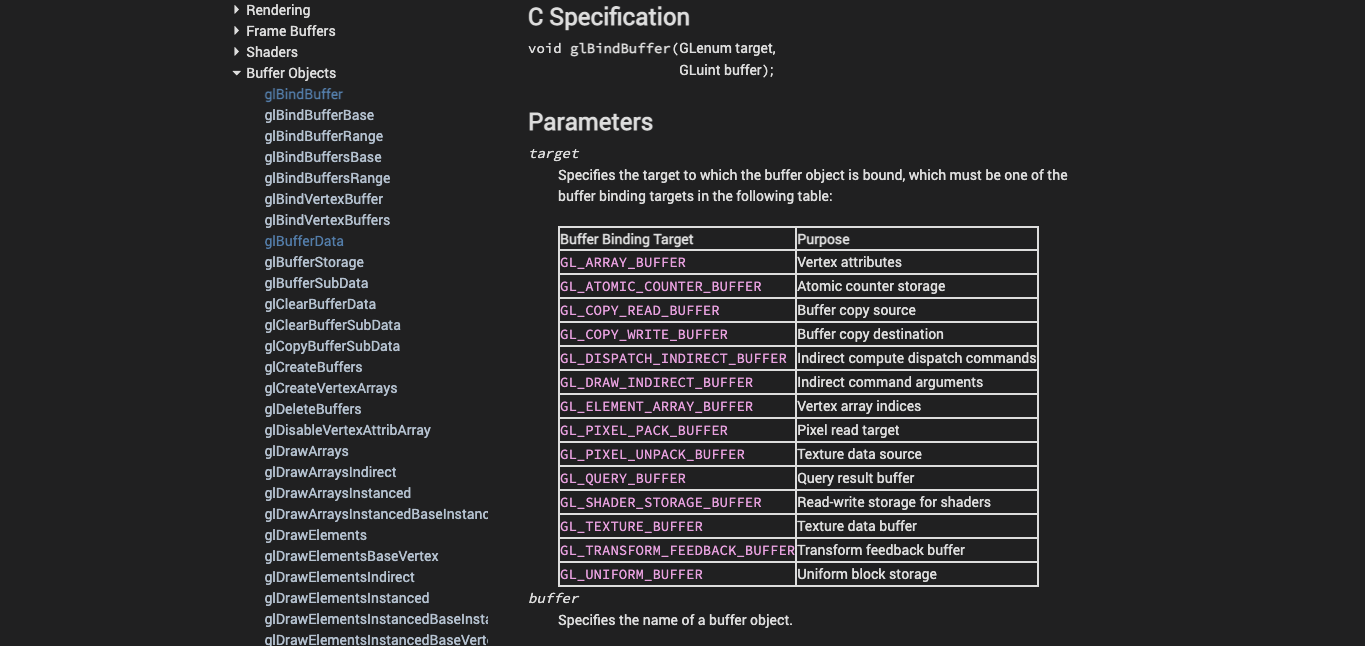 Rendering
Frame Buffers
Shaders
Buffer Objects
glBindBuffer
glBindBufferBase
glBindBufferRange
glBindBuffersBase
glBindBuffersRange
glBindVertexBuffer
glBindVertexBuffers
glBufferData
glBufferStorage
glBufferSubData
glClearBufferData
glClearBufferSubData
glCopyBufferSubData
glCreateBuffers
glCreateVertexArrays
glDeleteBuffers
glDisableVertexAttribArray
glDrawArrays
glDrawArraysIndirect
glDrawArraysInstanced
glDrawArraysInstancedBaseInstanc
glDrawElements
glDrawElementsBaseVertex
glDrawElementsIndirect
glDrawElementsInstanced
glDrawElementsInstancedBaseInsta
glDrawElementsInstancedBaseVert
C Specification
void glBindBuffer(GLenum target,
GLuint buffer);
Parameters
target
Specifies the target to which the buffer object is bound, which must be one of the
buffer binding targets in the following table:
Buffer Binding Target Purpose
GL_ARRAY_BUFFER Vertex attributes
GL_ATOMIC_COUNTER_BUFFER Atomic counter storage
GL_COPY_READ_BUFFER Buffer copy source
GL_COPY_WRITE_BUFFER Buffer copy destination
GL_DISPATCH_INDIRECT_BUFFER Indirect compute dispatch commands
GL_DRAW_INDIRECT_BUFFER Indirect command arguments
GL_ELEMENT_ARRAY_BUFFER Vertex array indices
GL_PIXEL_PACK_BUFFER Pixel read target
GL_PIXEL_UNPACK_BUFFER Texture data source
GL_QUERY_BUFFER Query result buffer
GL_SHADER_STORAGE_BUFFER Read-write storage for shaders
GL_TEXTURE_BUFFER Texture data buffer
GL_TRANSFORM_FEEDBACK_BUFFER Transform feedback buffer
GL_UNIFORM_BUFFER Uniform block storage
buffer
Specifies the name of a buffer object.